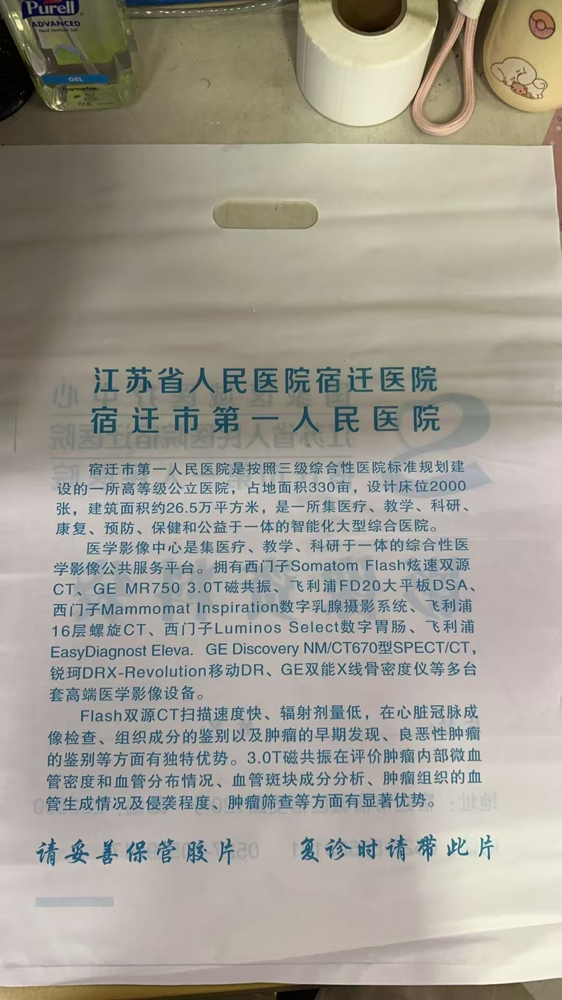 Purell
ADVANCED
Hand Sanitizer Gel
GEL
Fragrance Free
354 mL
江苏省人民医院宿迁医院
宿迁市第一人民医院
宿迁市第一人民医院是按照三级综合性医院标准规划建
设的一所高等级公立医院，占地面积330亩，设计床位2000
张，建筑面积约26.5万平方米，是一所集医疗、教学、科研、
康复、预防、保健和公益于一体的智能化大型综合医院。
医学影像中心是集医疗、教学、科研于一体的综合性医
学影像公共服务平台。拥有西门子Somatom Flash炫速双源
CT、GE MR750 3.0T磁共振、飞利浦FD20大平板DSA、
西门子Mammomat Inspiration数字乳腺摄影系统、飞利浦
16层螺旋CT、西门子Luminos Select数字胃肠、飞利浦
EasyDiagnost Eleva. GE Discovery NM/CT670型SPECT/CT，
锐珂DRX-Revolution移动DR、GE双能X线骨密度仪等多台
套高端医学影像设备。
Flash双源CT扫描速度快、辐射剂量低，在心脏冠脉成
像检查、组织成分的鉴别以及肿瘤的早期发现、良恶性肿瘤
的鉴别等方面有独特优势。3.0T磁共振在评价肿瘤内部微血
管密度和血管分布情况、血管斑块成分分析、肿瘤组织的血
管生成情况及侵袭程度、肿瘤筛查等方面有显著优势。
请妥善保管胶片 复诊时请带此片